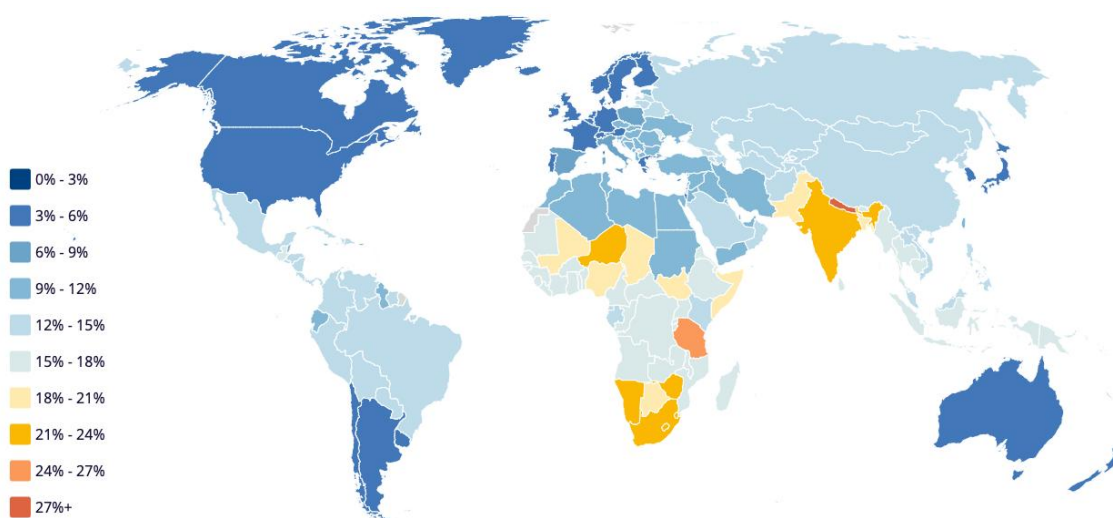 0% - 3%
3% - 6%
6% - 9%
9% - 12%
12% - 15%
15% - 18%
18% - 21%
21% - 24%
24% - 27%
27%+